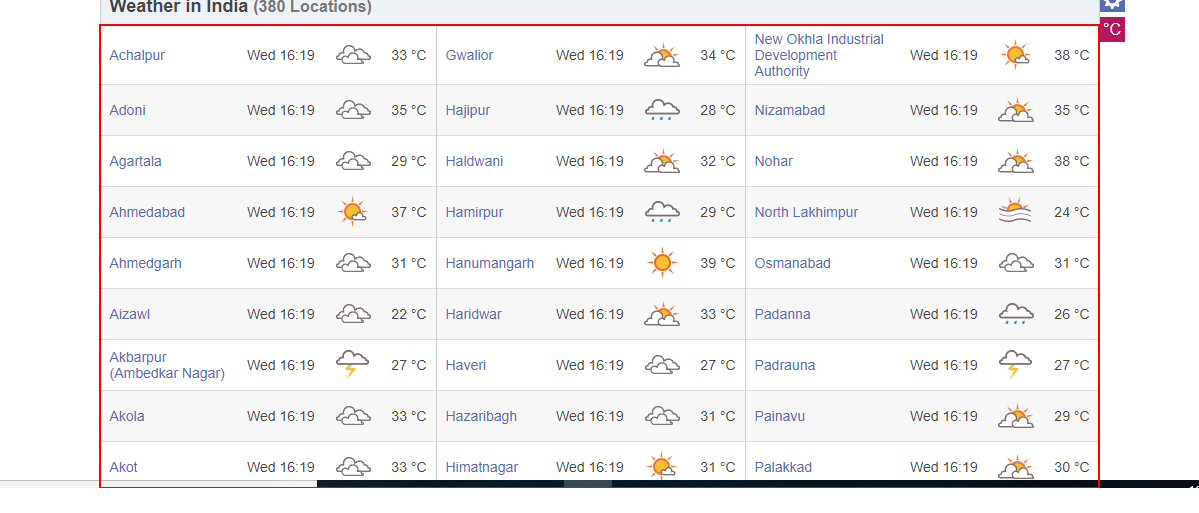 Weather in India (380 Locations)
°C
Achalpur Wed 16:19 33 °C Gwalior Wed 16:19 34 °C New Okhla Industrial
Development
Authority Wed 16:19 38 °C
Adoni Wed 16:19 35 °C Hajipur Wed 16:19 28 °C Nizamabad Wed 16:19 35 °C
Agartala Wed 16:19 29 °C Haldwani Wed 16:19 32 °C Nohar Wed 16:19 38 °C
Ahmedabad Wed 16:19 37 °C Hamirpur Wed 16:19 29 °C North Lakhimpur Wed 16:19 24 °C
Ahmedgarh Wed 16:19 31 °C Hanumangarh Wed 16:19 39 °C Osmanabad Wed 16:19 31 °C
Aizawl Wed 16:19 22 °C Haridwar Wed 16:19 33 °C Padanna Wed 16:19 26 °C
Akbarpur
(Ambedkar Nagar) Wed 16:19 27 °C Haveri Wed 16:19 27 °C Padrauna Wed 16:19 27 °C
Akola Wed 16:19 33 °C Hazaribagh Wed 16:19 31 °C Painavu Wed 16:19 29 °C
Akot Wed 16:19 33 °C Himatnagar Wed 16:19 31 °C Palakkad Wed 16:19 30 °C